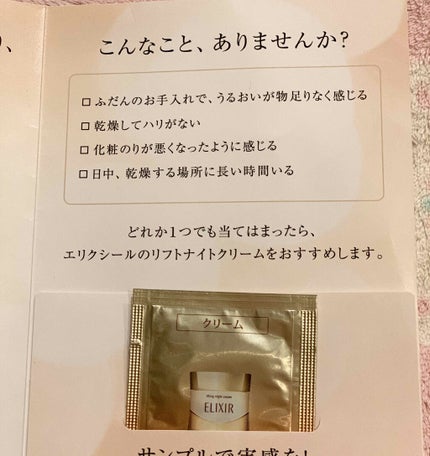 こんなこと、ありませんか?
□ ふだんのお手入れで、うるおいが物足りなく感じる
□ 乾燥してハリがない
□ 化粧のりが悪くなったように感じる
□ 日中、乾燥する場所に長い時間いる
どれか1つでも当てはまったら、
エリクシールのリフトナイトクリームをおすすめします。
クリーム
lifting night cream
ELIXIR
サンプルで実感を!